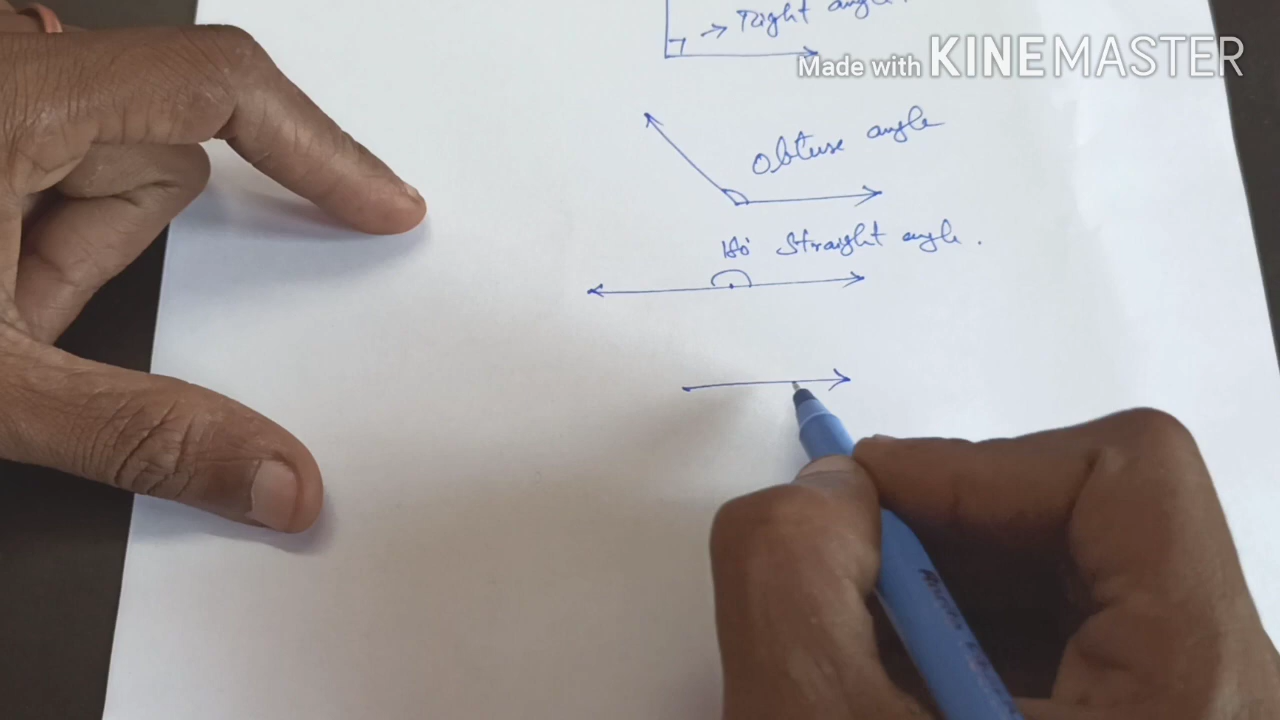 → Right angle.
Made with KINEMASTER
Obtuse angle
180° Straight angle.